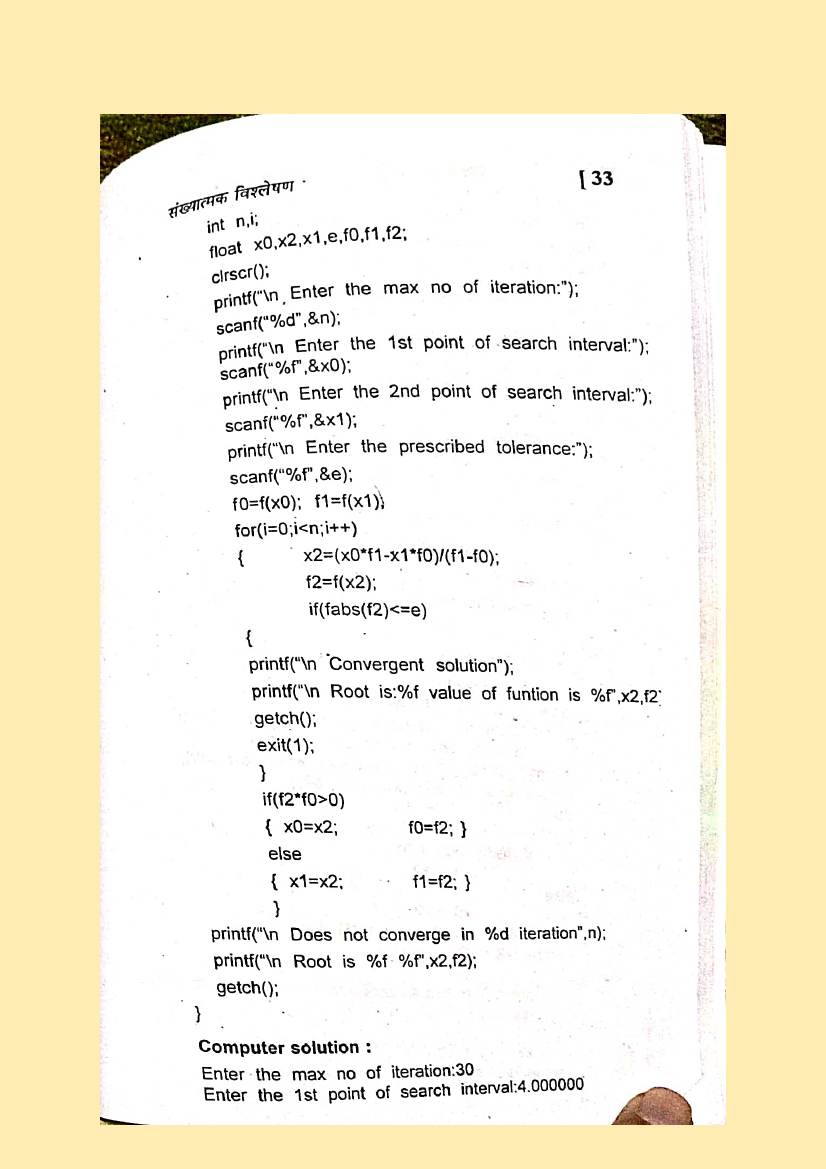 संख्यात्मक विश्लेषण [ 33
int n,i;
float x0,x2,x1,e,f0,f1,f2;
clrscr();
printf("\n Enter the max no of iteration:");
scanf("%d",&n);
printf("\n Enter the 1st point of search interval:");
scanf("%f",&x0);
printf("\n Enter the 2nd point of search interval:");
scanf("%f",&x1);
printf("\n Enter the prescribed tolerance:");
scanf("%f",&e);
f0=f(x0); f1=f(x1);
for(i=0;i<n;i++)
{ x2=(x0*f1-x1*f0)/(f1-f0);
f2=f(x2);
if(fabs(f2)<=e)
{
printf("\n Convergent solution");
printf("\n Root is:%f value of funtion is %f",x2,f2
getch();
exit(1);
}
if(f2*f0>0)
{ x0=x2; f0=f2; }
else
{ x1=x2; f1=f2; }
}
printf("\n Does not converge in %d iteration",n);
printf("\n Root is %f %f",x2,f2);
getch();
}
Computer solution :
Enter the max no of iteration:30
Enter the 1st point of search interval:4.000000